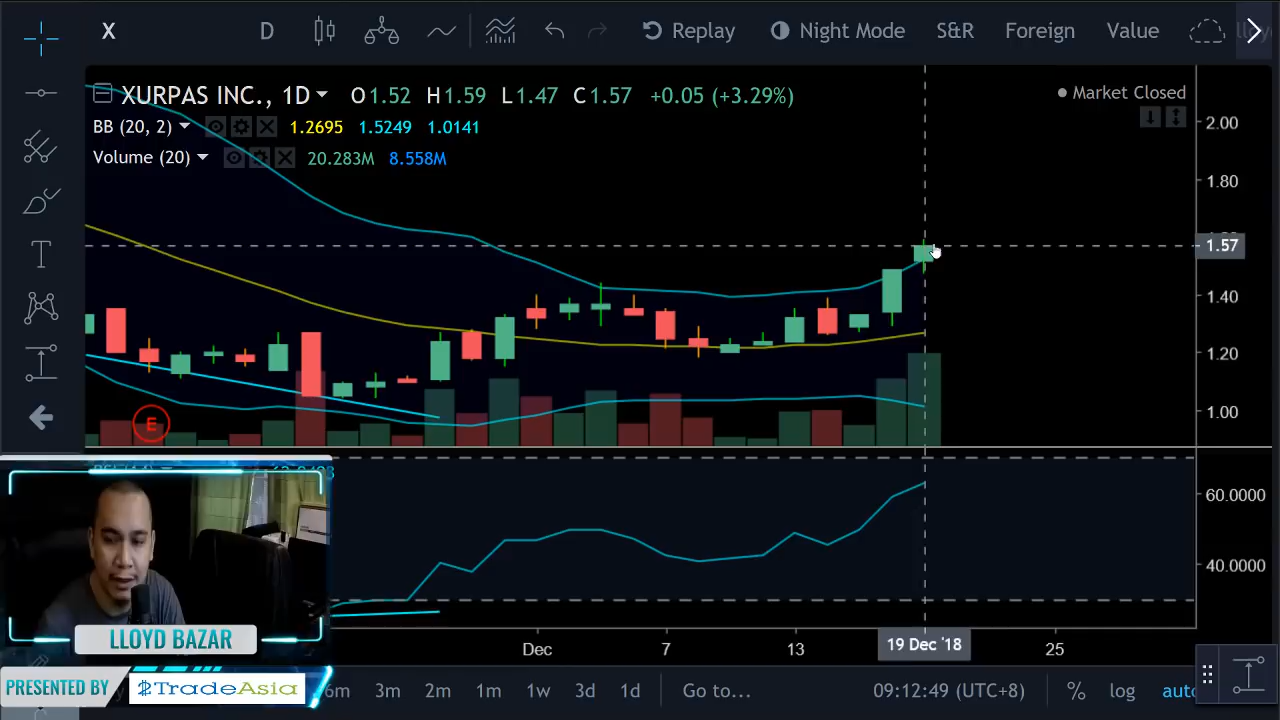 X D Replay Night Mode S&R Foreign Value
XURPAS INC., 1D O1.52 H1.59 L1.47 C1.57 +0.05 (+3.29%)
Market Closed
BB (20, 2) 1.2695 1.5249 1.0141
Volume (20) 20.283M 8.558M
2.00
1.80
1.57
1.40
1.20
1.00
E
60.0000
40.0000
Dec 7 13 19 Dec '18 25
LLOYD BAZAR
PRESENTED BY TradeAsia
6m 3m 2m 1m 1w 3d 1d Go to... 09:12:49 (UTC+8) % log auto
T